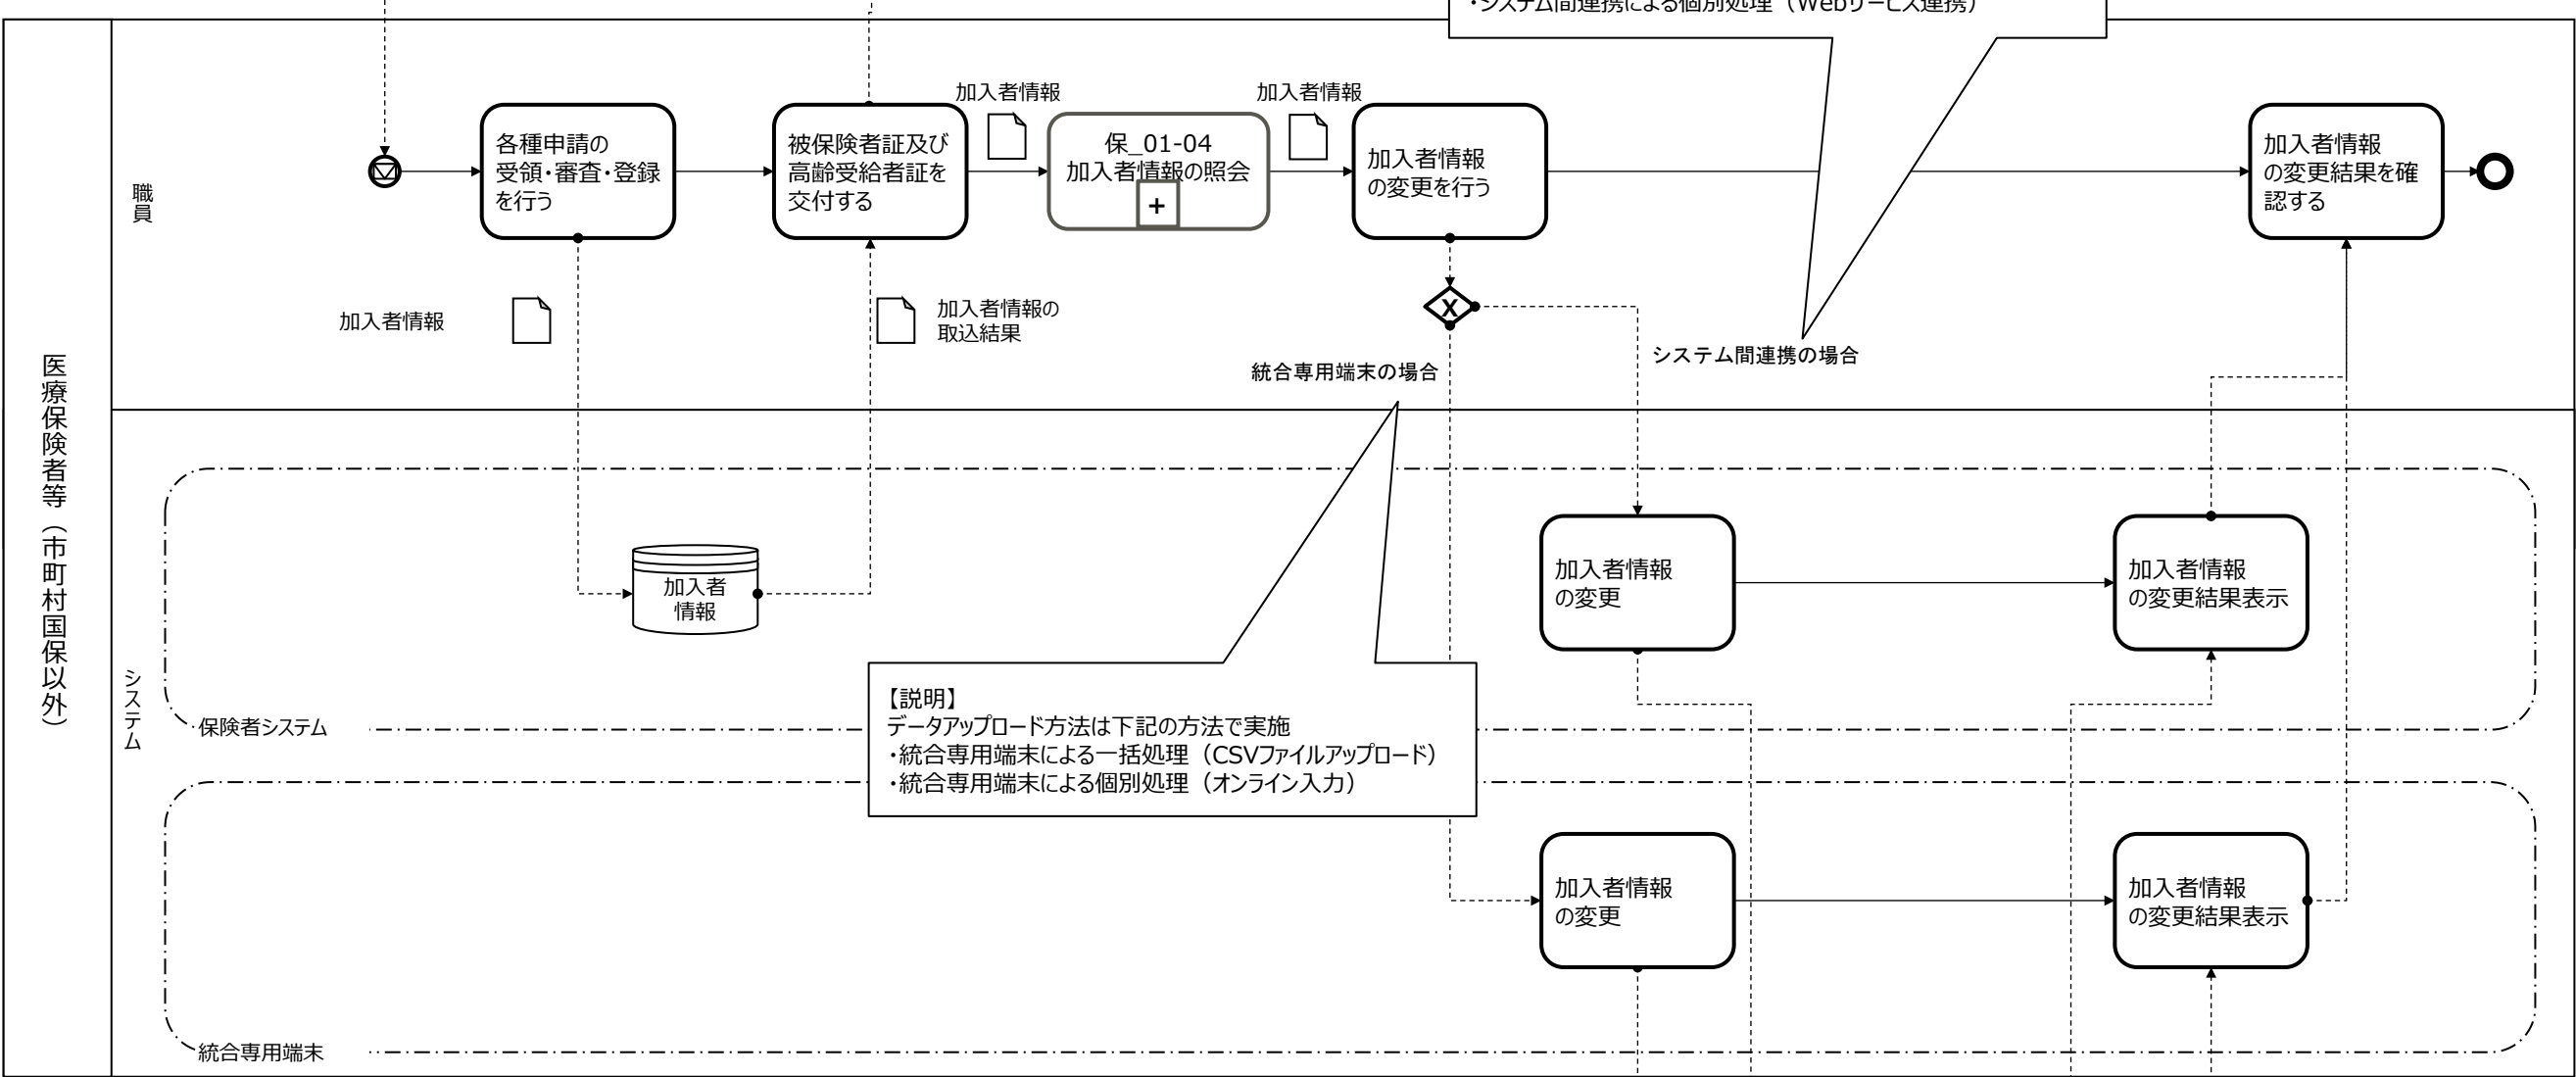 ・システム間連携による個別処理（Webサービス連携）
加入者情報
加入者情報
各種申請の
受領・審査・登録
を行う
被保険者証及び
高齢受給者証を
交付する
保_01-04
加入者情報の照会
+
加入者情報
の変更を行う
加入者情報
の変更結果を確
認する
職員
X
加入者情報
加入者情報の
取込結果
統合専用端末の場合
システム間連携の場合
医療保険者等（市町村国保以外）
システム
加入者
情報
加入者情報
の変更
加入者情報
の変更結果表示
保険者システム
【説明】
データアップロード方法は下記の方法で実施
・統合専用端末による一括処理（CSVファイルアップロード）
・統合専用端末による個別処理（オンライン入力）
加入者情報
の変更
加入者情報
の変更結果表示
統合専用端末